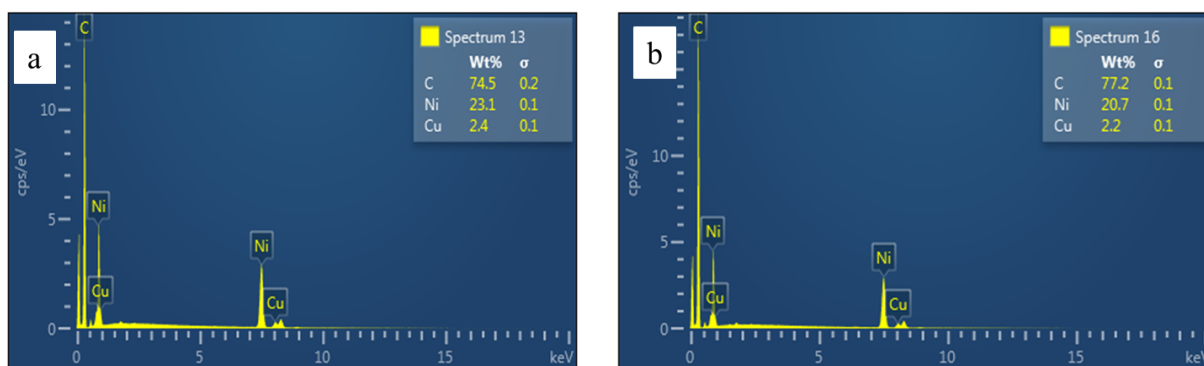 a
C
Spectrum 13
Wt% σ
C 74.5 0.2
Ni 23.1 0.1
Cu 2.4 0.1
10
cps/eV
Ni
5
Cu
Ni
Cu
0
0 5 10 15 keV
b
C
Spectrum 16
Wt% σ
C 77.2 0.1
Ni 20.7 0.1
Cu 2.2 0.1
10
cps/eV
Ni
5
Cu
Ni
Cu
0
0 5 10 15 keV